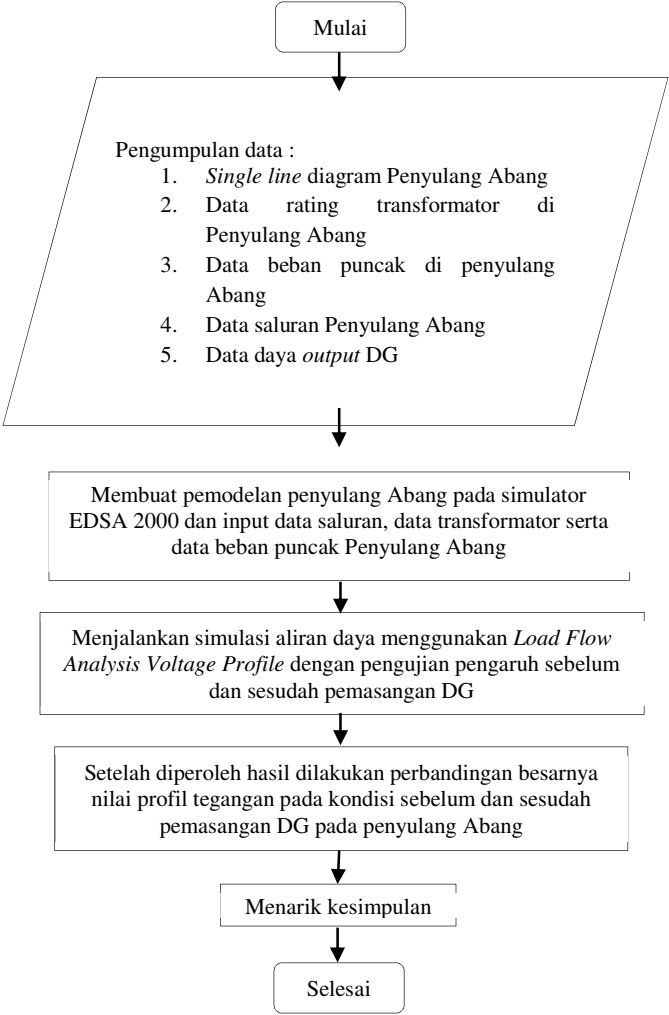 Mulai
Pengumpulan data :
1. Single line diagram Penyulang Abang
2. Data rating transformator di
Penyulang Abang
3. Data beban puncak di penyulang
Abang
4. Data saluran Penyulang Abang
5. Data daya output DG
Membuat pemodelan penyulang Abang pada simulator
EDSA 2000 dan input data saluran, data transformator serta
data beban puncak Penyulang Abang
Menjalankan simulasi aliran daya menggunakan Load Flow
Analysis Voltage Profile dengan pengujian pengaruh sebelum
dan sesudah pemasangan DG
Setelah diperoleh hasil dilakukan perbandingan besarnya
nilai profil tegangan pada kondisi sebelum dan sesudah
pemasangan DG pada penyulang Abang
Menarik kesimpulan
Selesai